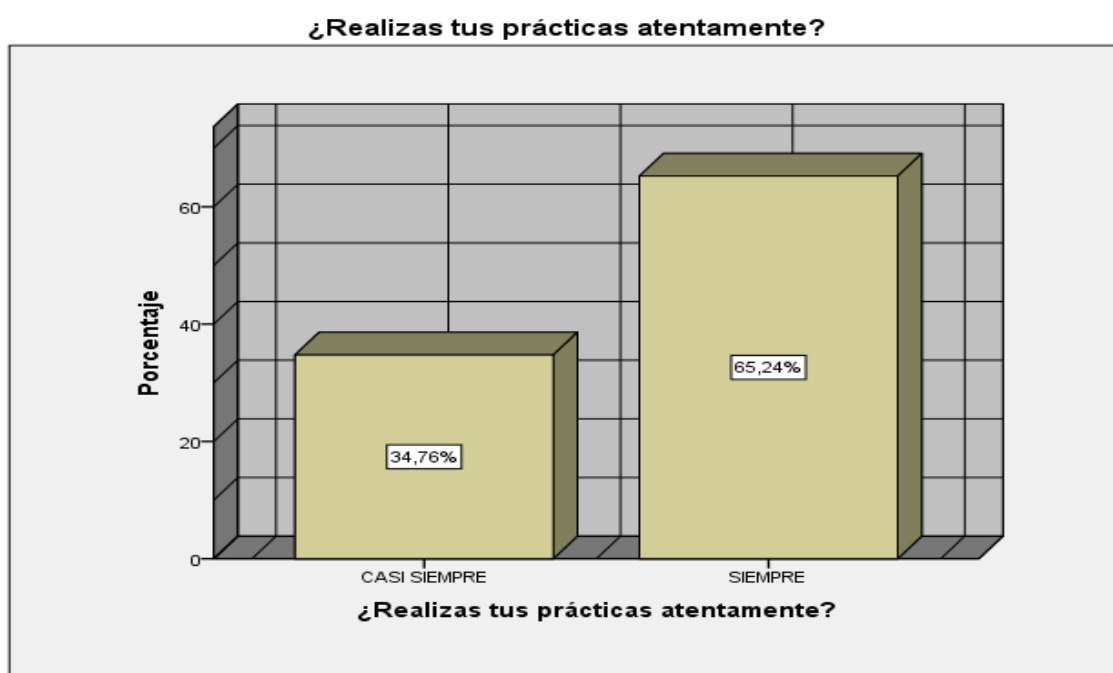 ¿Realizas tus prácticas atentamente?
Porcentaje
60
40
20
0
34,76%
65,24%
CASI SIEMPRE
SIEMPRE
¿Realizas tus prácticas atentamente?